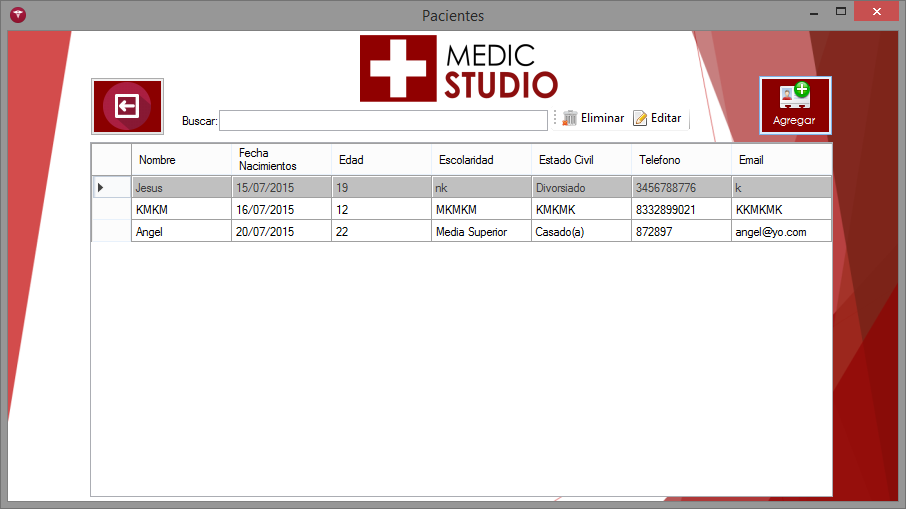 Pacientes
MEDIC
STUDIO
Buscar:
Eliminar
Editar
Agregar
Nombre Fecha Nacimientos Edad Escolaridad Estado Civil Telefono Email
Jesus 15/07/2015 19 nk Divorsiado 3456788776 k
KMKM 16/07/2015 12 MKMKM KMKMK 8332899021 KKMKMK
Angel 20/07/2015 22 Media Superior Casado(a) 872897 angel@yo.com